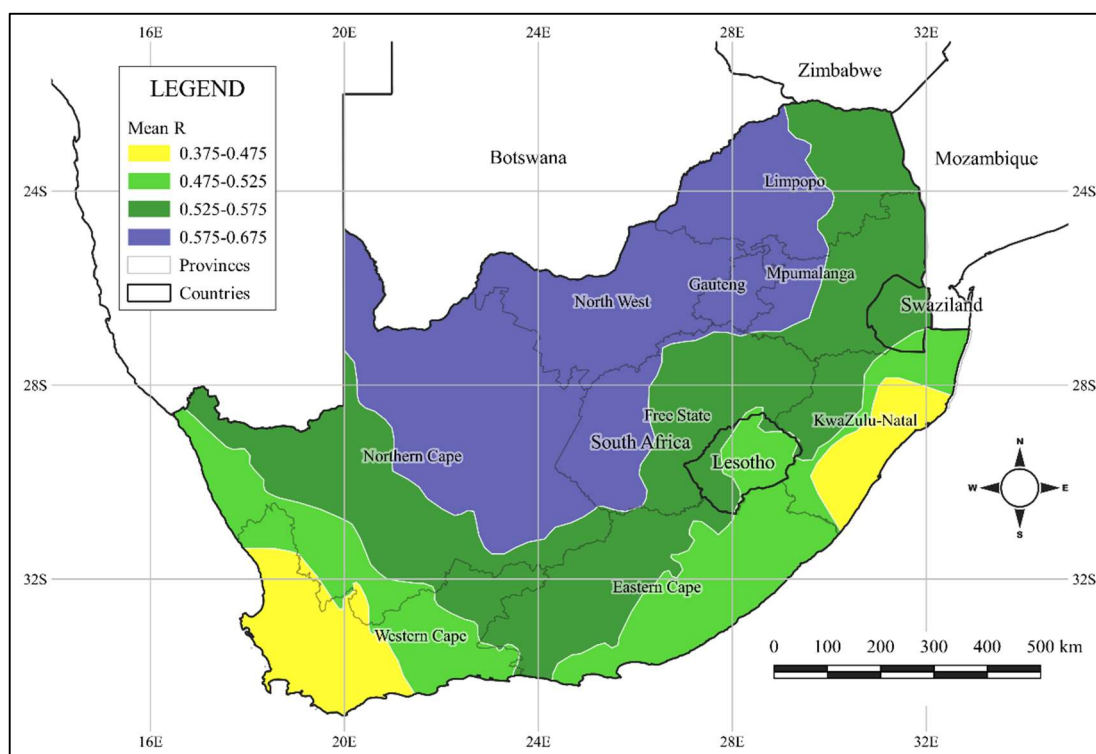 16E 20E 24E 28E 32E
Zimbabwe
LEGEND
Mean R
0.375-0.475
0.475-0.525
0.525-0.575
0.575-0.675
Provinces
Countries
Botswana
Mozambique
Limpopo
24S 24S
Mpumalanga
Gauteng
North West
Swaziland
28S 28S
Free State
KwaZulu-Natal
South Africa
Northern Cape
Lesotho
N
W E
S
32S 32S
Eastern Cape
Western Cape
0 100 200 300 400 500 km
16E 20E 24E 28E 32E